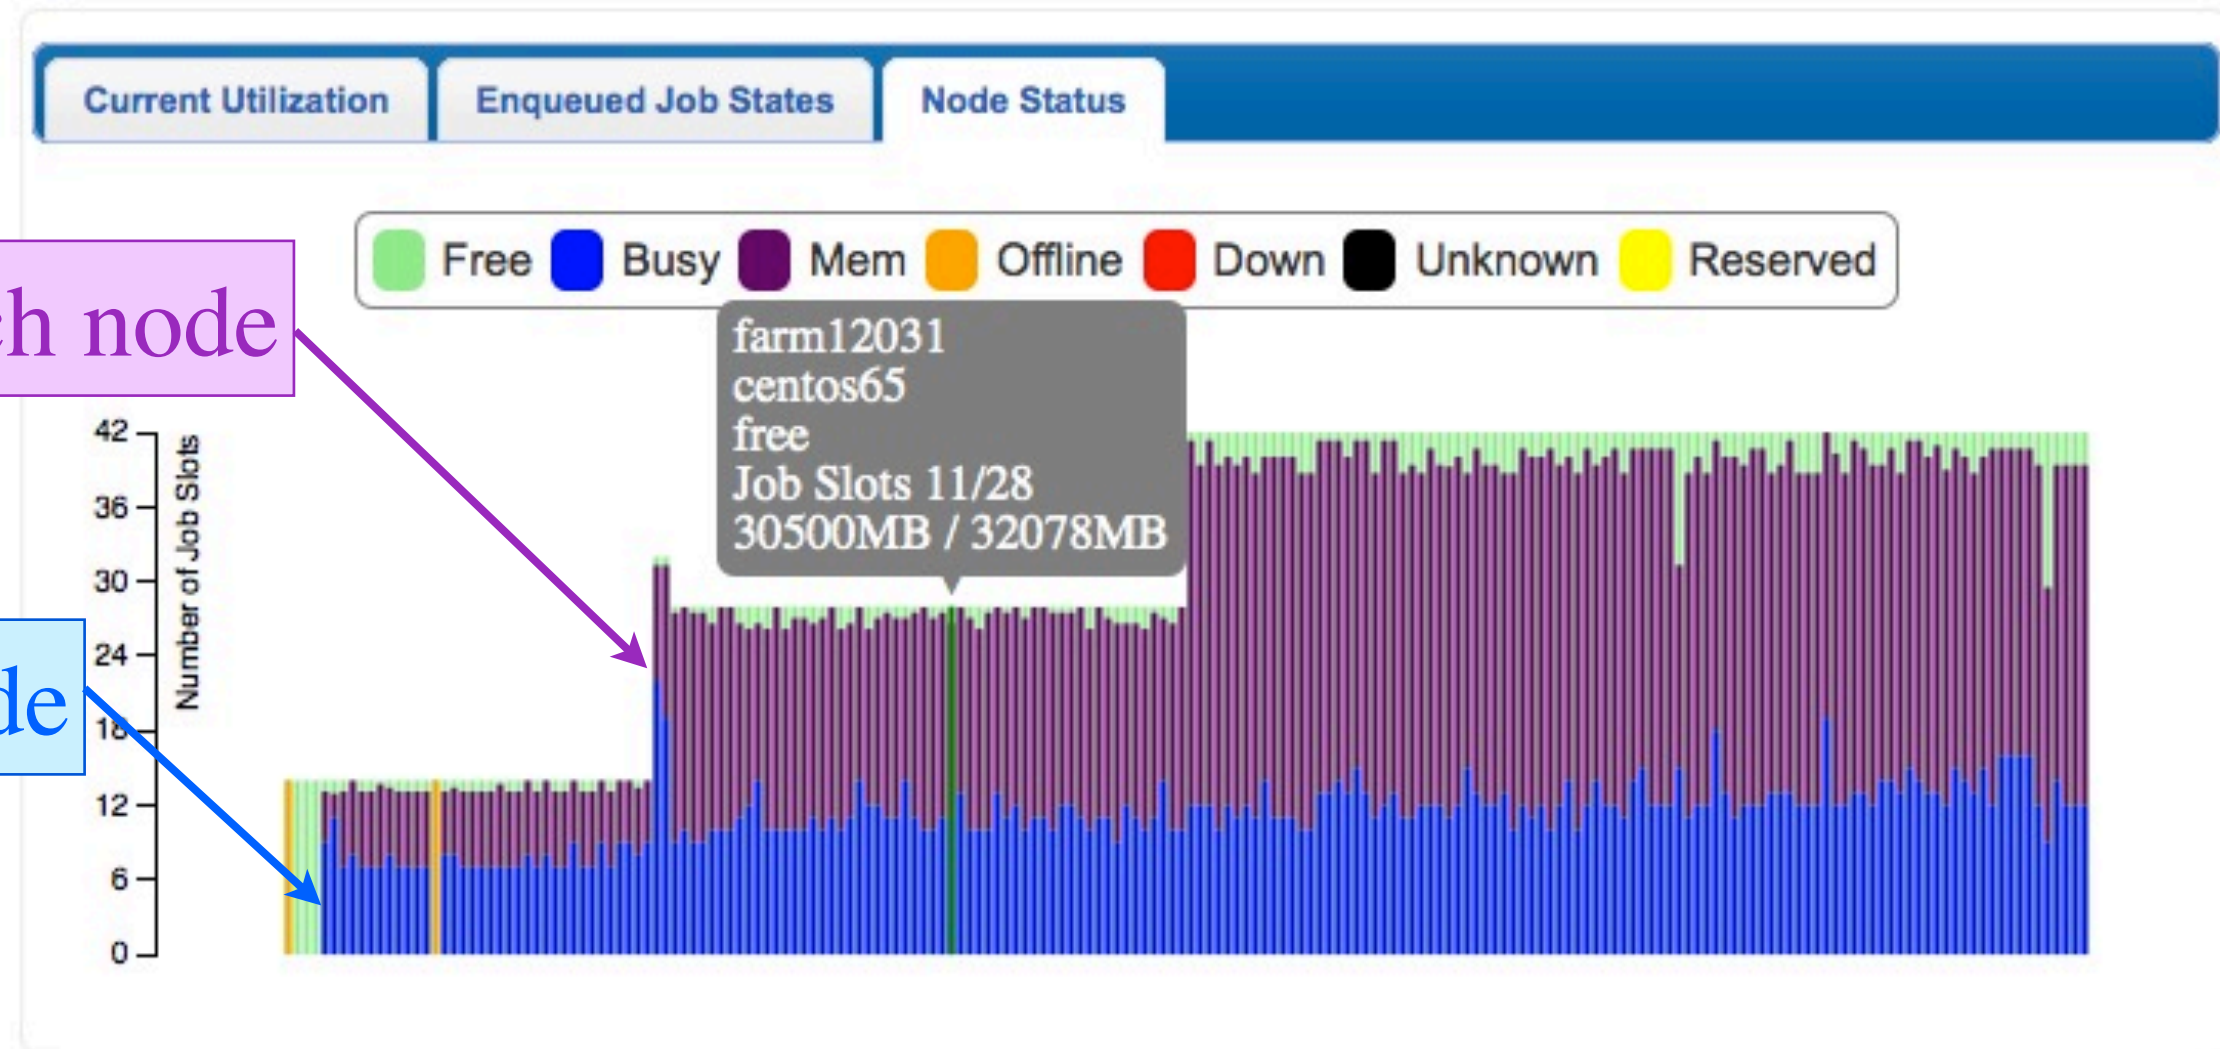 Current Utilization Enqueued Job States Node Status
Free Busy Mem Offline Down Unknown Reserved
node
farm12031
centos65
free
Job Slots 11/28
30500MB / 32078MB
Number of Job Slots
42
36
30
24
18
12
6
0